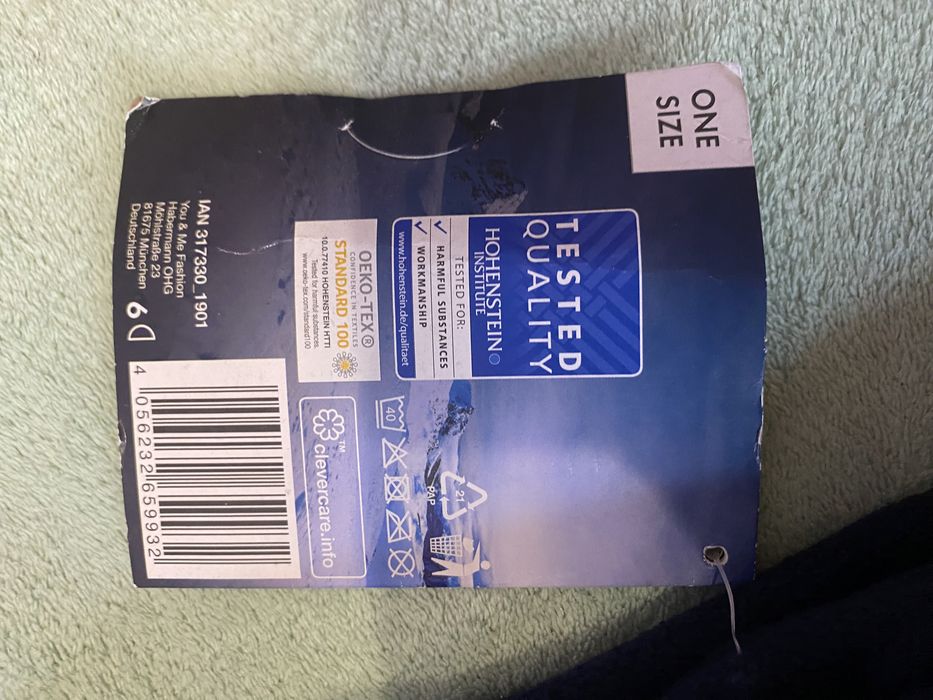 ONE
SIZE
TESTED
QUALITY
HOHENSTEIN
INSTITUTE
TESTED FOR:
✓ HARMFUL SUBSTANCES
✓ WORKMANSHIP
www.hohenstein.de/qualitaet
OEKO-TEX®
CONFIDENCE IN TEXTILES
STANDARD 100
10.0.77410 HOHENSTEIN HTTI
Tested for harmful substances.
www.oeko-tex.com/standard100
40
21
PAP
™
clevercare.info
IAN 317330_1901
You & Me Fashion
Habermann OHG
Möhlstraße 23
81675 München
Deutschland
6
4 056232 659932